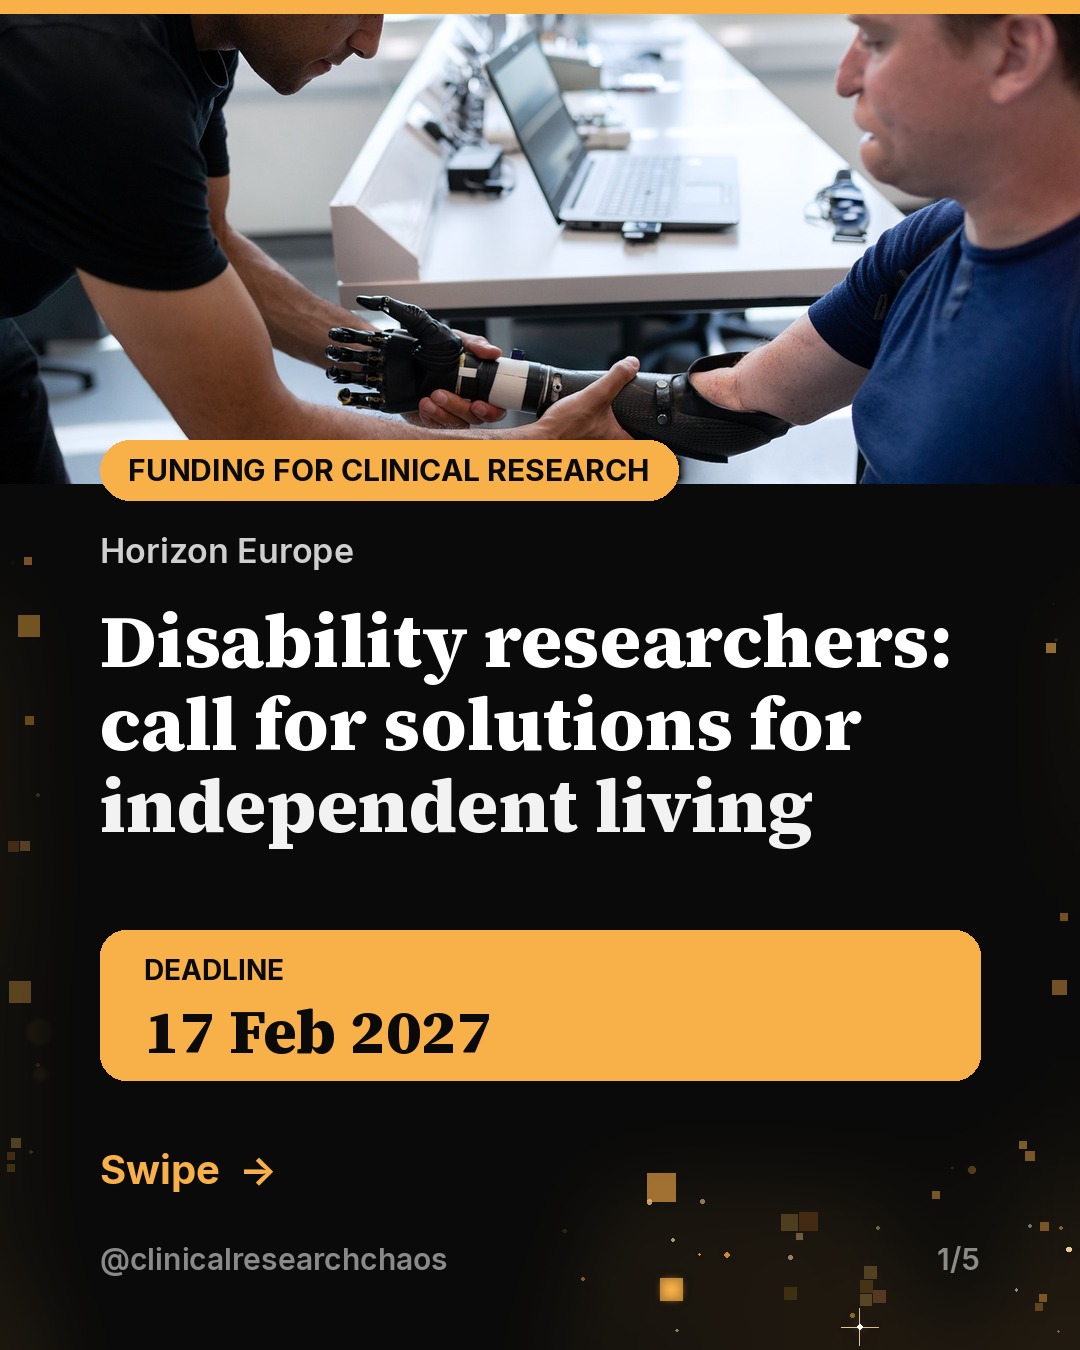 FUNDING FOR CLINICAL RESEARCH
Horizon Europe
Disability researchers:
call for solutions for
independent living
DEADLINE
17 Feb 2027
Swipe →
@clinicalresearchchaos
1/5